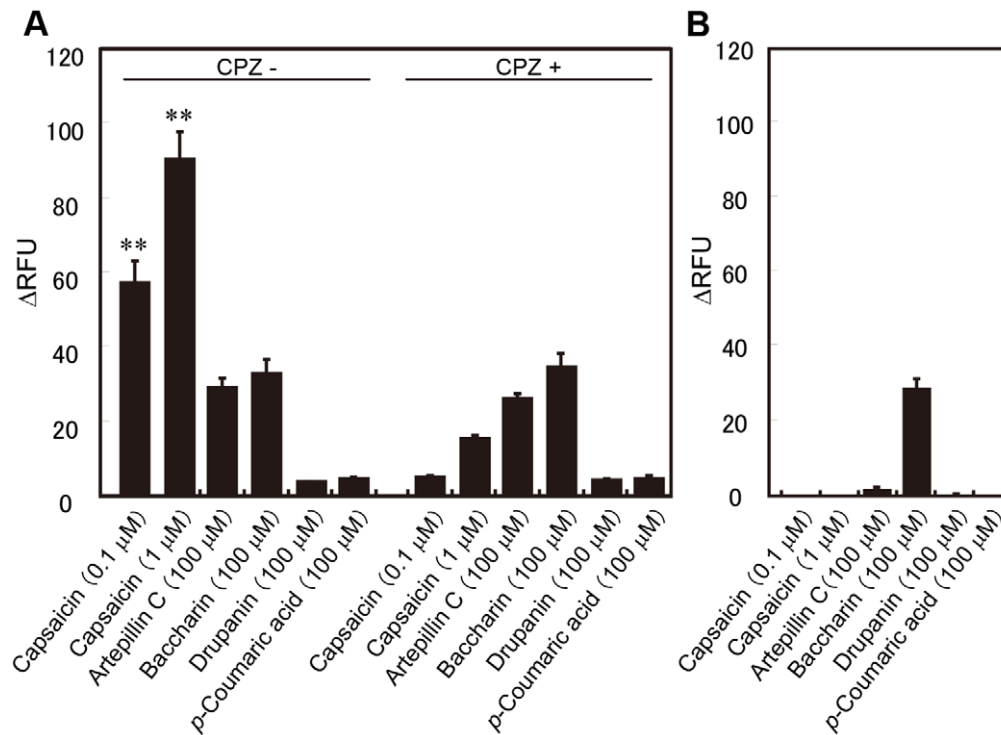 A
120
100
80
60
40
20
0
ΔRFU
CPZ -
CPZ +
**
**
Capsaicin (0.1 μM)
Capsaicin (1 μM)
Artepillin C (100 μM)
Baccharin (100 μM)
Drupanin (100 μM)
p-Coumaric acid (100 μM)
Capsaicin (0.1 μM)
Capsaicin (1 μM)
Artepillin C (100 μM)
Baccharin (100 μM)
Drupanin (100 μM)
p-Coumaric acid (100 μM)
B
120
100
80
60
40
20
0
ΔRFU
Capsaicin (0.1 μM)
Capsaicin (1 μM)
Artepillin C (100 μM)
Baccharin (100 μM)
Drupanin (100 μM)
p-Coumaric acid (100 μM)